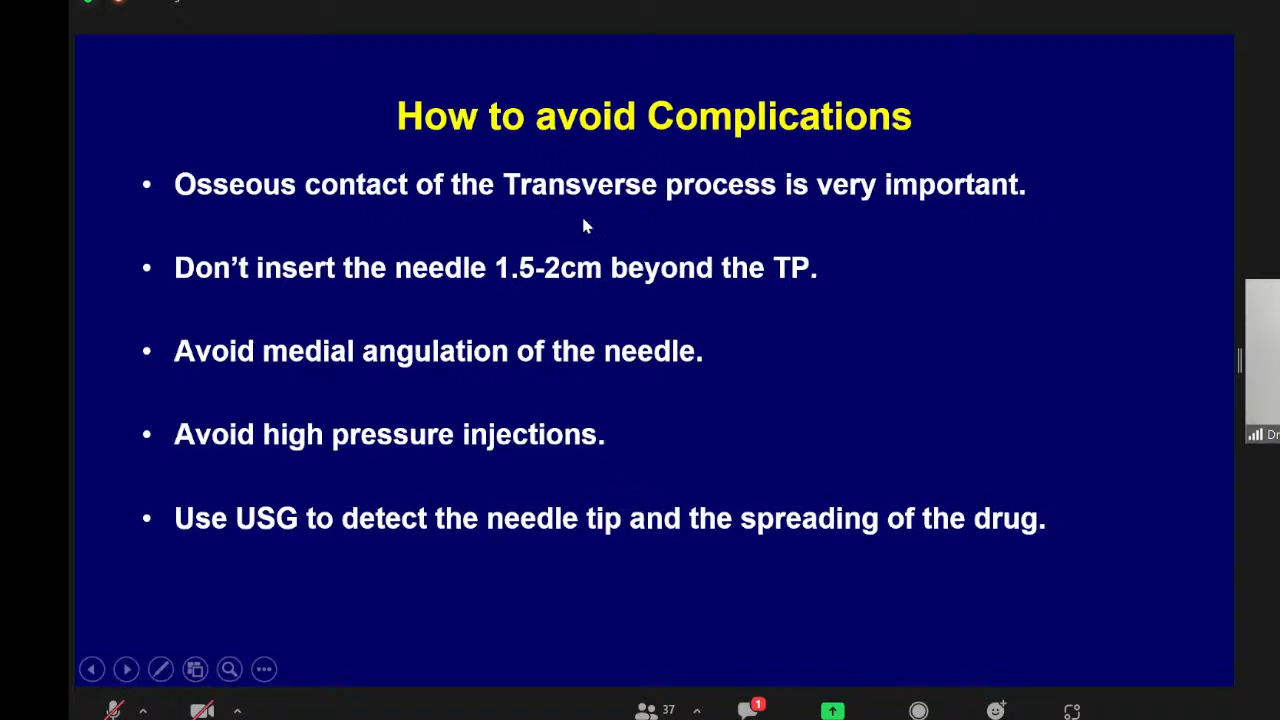 How to avoid Complications
• Osseous contact of the Transverse process is very important.
• Don’t insert the needle 1.5-2cm beyond the TP.
• Avoid medial angulation of the needle.
• Avoid high pressure injections.
• Use USG to detect the needle tip and the spreading of the drug.
Dr
37
1